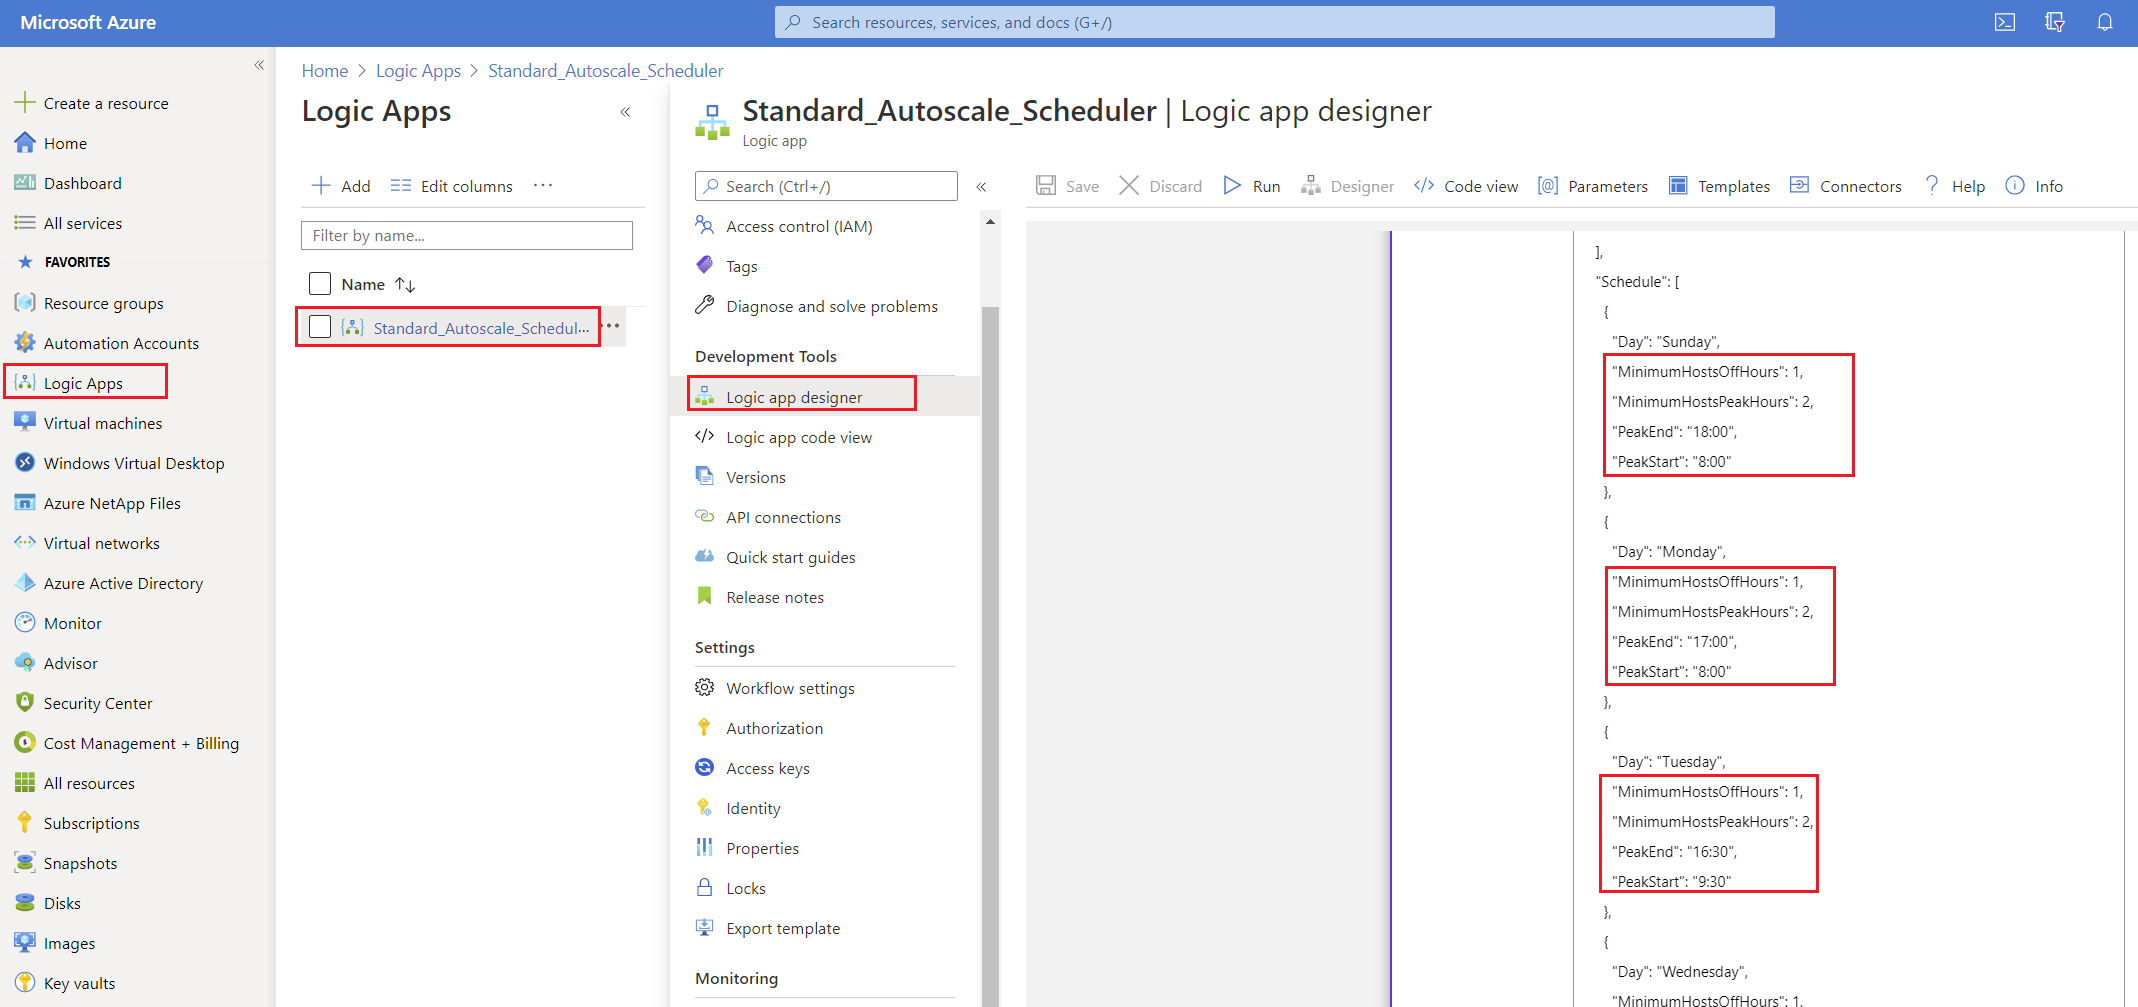 Microsoft Azure
Search resources, services, and docs (G+/)
«
Create a resource
Home
Dashboard
All services
FAVORITES
Resource groups
Automation Accounts
Logic Apps
Virtual machines
Windows Virtual Desktop
Azure NetApp Files
Virtual networks
Azure Active Directory
Monitor
Advisor
Security Center
Cost Management + Billing
All resources
Subscriptions
Snapshots
Disks
Images
Key vaults
Home > Logic Apps > Standard_Autoscale_Scheduler
Logic Apps «
Add Edit columns ···
Filter by name...
Name ↑↓
Standard_Autoscale_Schedul... ···
Standard_Autoscale_Scheduler | Logic app designer
Logic app
Search (Ctrl+/) «
Access control (IAM)
Tags
Diagnose and solve problems
Development Tools
Logic app designer
Logic app code view
Versions
API connections
Quick start guides
Release notes
Settings
Workflow settings
Authorization
Access keys
Identity
Properties
Locks
Export template
Monitoring
Save Discard Run Designer Code view Parameters Templates Connectors Help Info
],
"Schedule": [
{
"Day": "Sunday",
"MinimumHostsOffHours": 1,
"MinimumHostsPeakHours": 2,
"PeakEnd": "18:00",
"PeakStart": "8:00"
},
{
"Day": "Monday",
"MinimumHostsOffHours": 1,
"MinimumHostsPeakHours": 2,
"PeakEnd": "17:00",
"PeakStart": "8:00"
},
{
"Day": "Tuesday",
"MinimumHostsOffHours": 1,
"MinimumHostsPeakHours": 2,
"PeakEnd": "16:30",
"PeakStart": "9:30"
},
{
"Day": "Wednesday",
"MinimumHostsOffHours": 1,